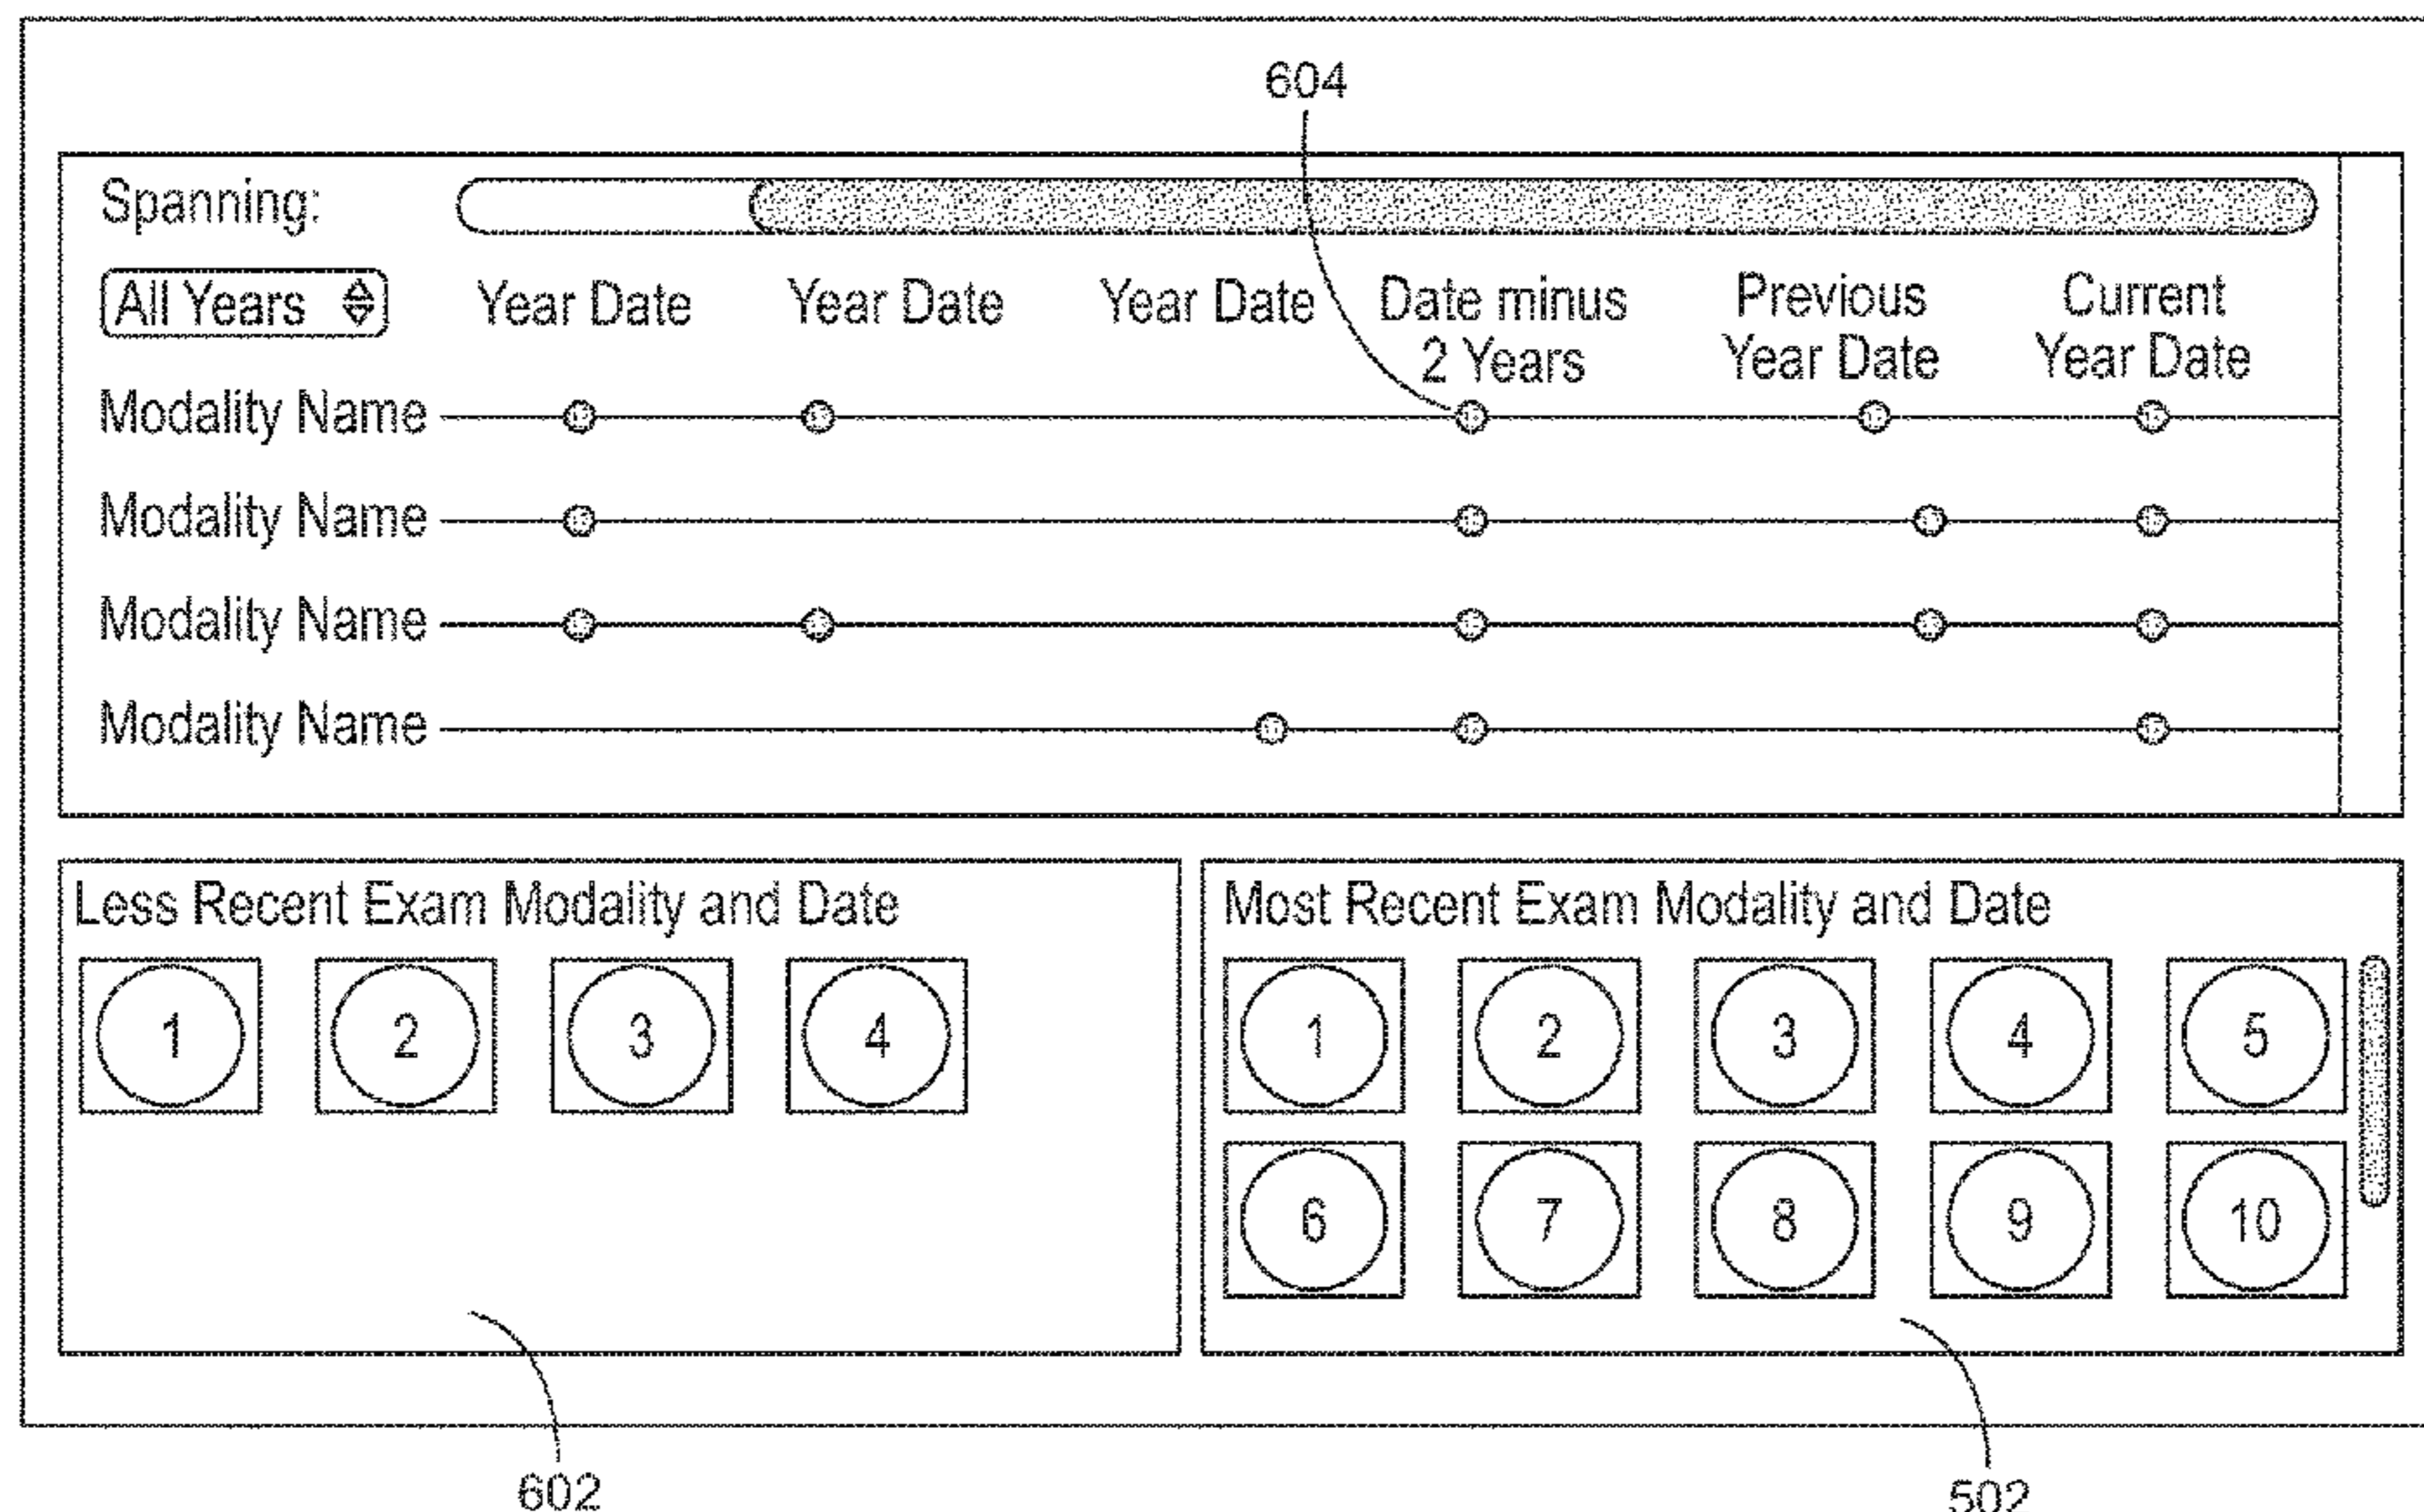 604
Spanning:
All Years Year Date Year Date Year Date Date minus 2 Years Previous Year Date Current Year Date
Modality Name
Modality Name
Modality Name
Modality Name
Less Recent Exam Modality and Date
1 2 3 4
Most Recent Exam Modality and Date
1 2 3 4 5
6 7 8 9 10
602
502